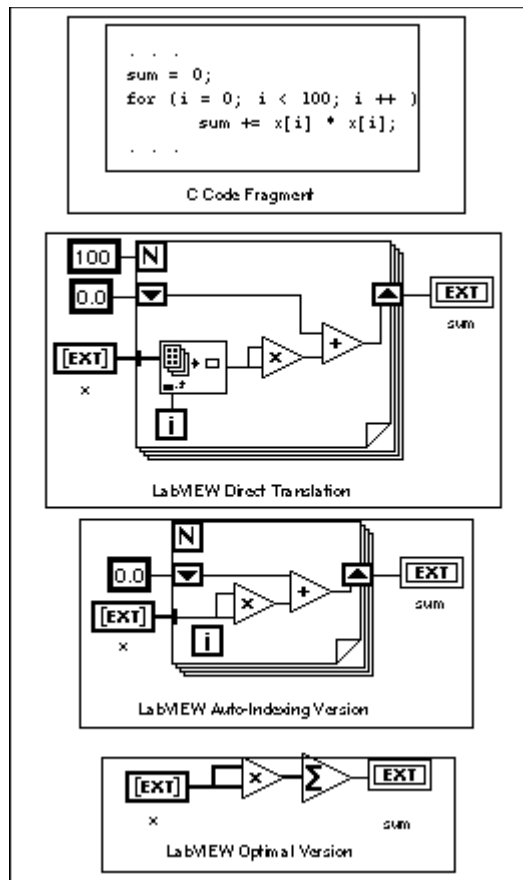 . . .
sum = 0;
for (i = 0; i < 100; i ++ )
sum += x[i] * x[i];
. . .
C Code Fragment
100 N
0.0
EXT
sum
[EXT]
x
x
+
i
LabVIEW Direct Translation
N
0.0
EXT
sum
[EXT]
x
x
+
i
LabVIEW Auto-Indexing Version
[EXT]
x
x
Σ
EXT
sum
LabVIEW Optimal Version